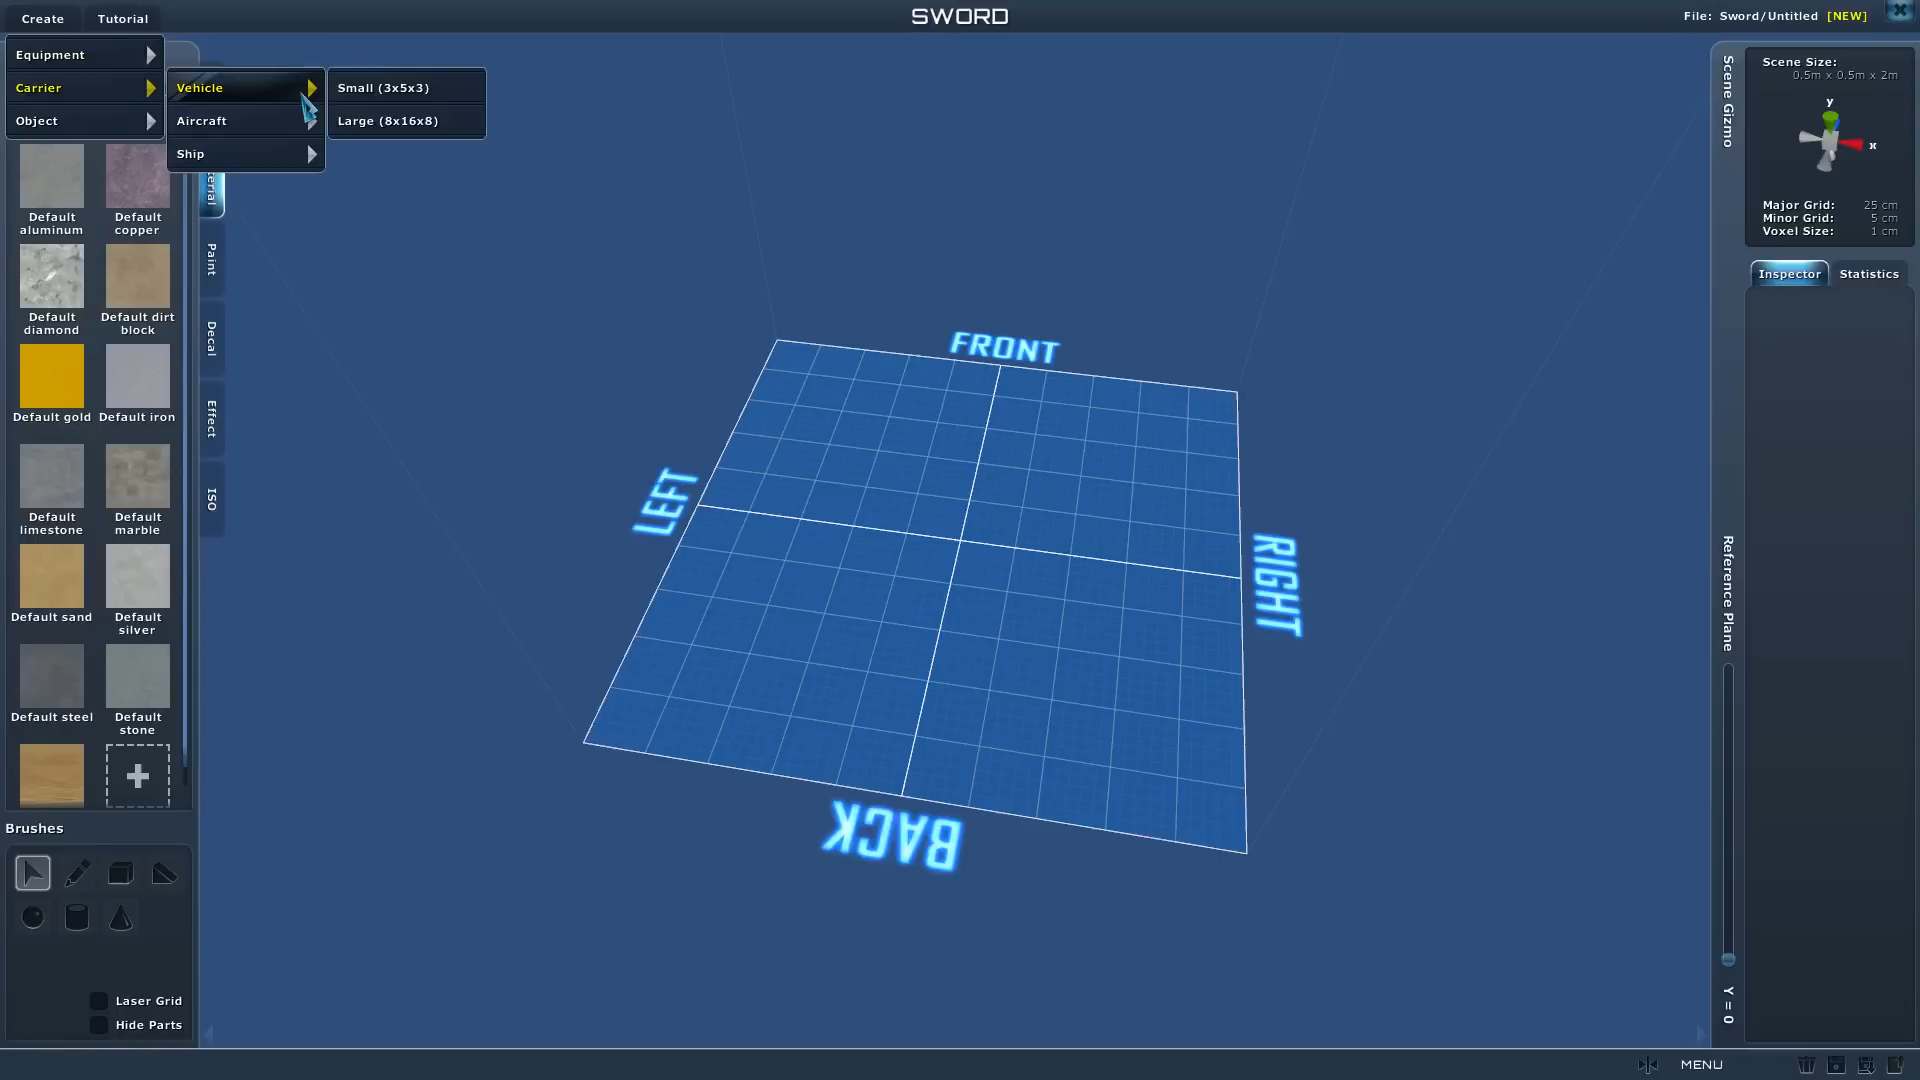 Create
Tutorial
SWORD
File: Sword/Untitled [NEW]
Equipment
Carrier
Object
Vehicle
Aircraft
Ship
Small (3x5x3)
Large (8x16x8)
Default aluminum
Default copper
Default diamond
Default dirt block
Default gold
Default iron
Default limestone
Default marble
Default sand
Default silver
Default steel
Default stone
Paint
Decal
Effect
ISO
Brushes
Laser Grid
Hide Parts
FRONT
LEFT
RIGHT
BACK
Scene Gizmo
Scene Size:
0.5m x 0.5m x 2m
y
x
Major Grid: 25 cm
Minor Grid: 5 cm
Voxel Size: 1 cm
Inspector
Statistics
Reference Plane
Y = 0
MENU